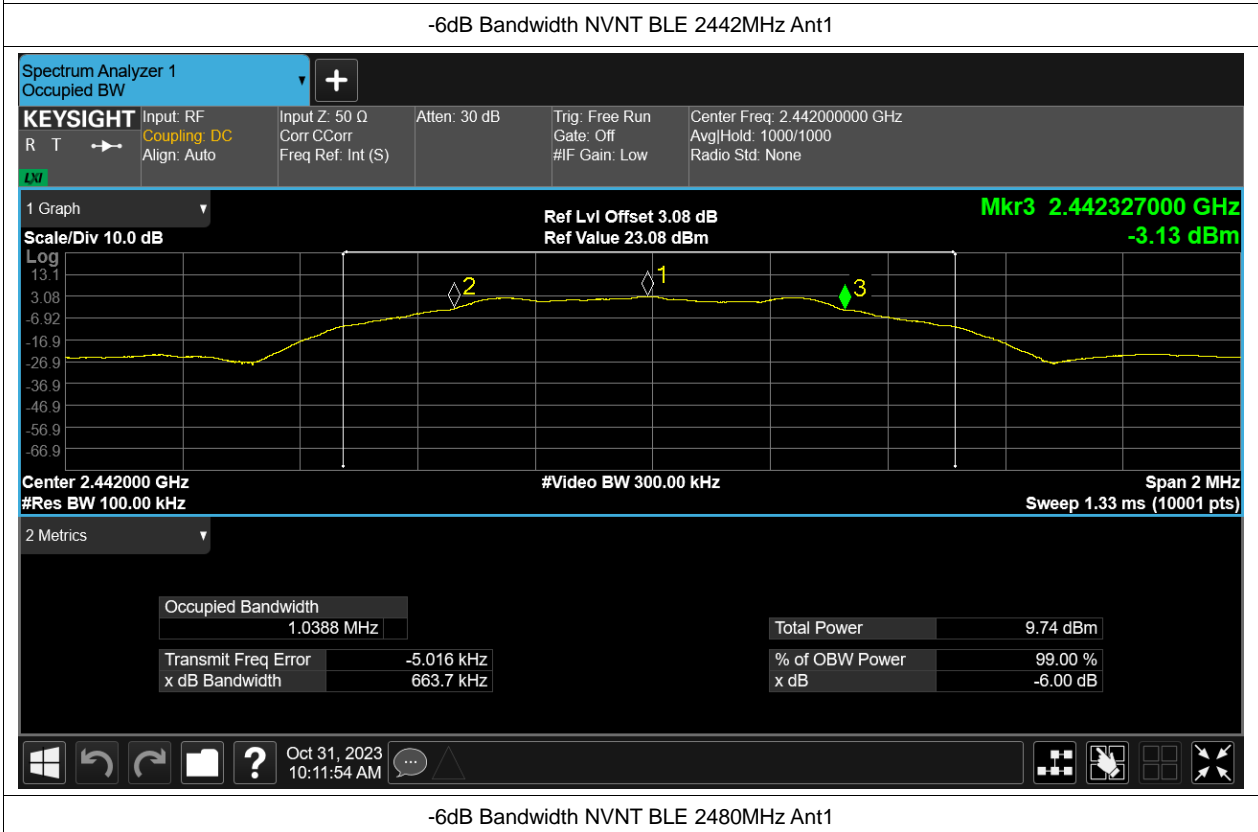 -6dB Bandwidth NVNT BLE 2442MHz Ant1
Spectrum Analyzer 1
Occupied BW
KEYSIGHT
R T
LXI
Input: RF
Coupling: DC
Align: Auto
Input Z: 50 Ω
Corr CCorr
Freq Ref: Int (S)
Atten: 30 dB
Trig: Free Run
Gate: Off
#IF Gain: Low
Center Freq: 2.442000000 GHz
Avg|Hold: 1000/1000
Radio Std: None
1 Graph
Scale/Div 10.0 dB
Ref Lvl Offset 3.08 dB
Ref Value 23.08 dBm
Mkr3 2.442327000 GHz
-3.13 dBm
Log
13.1
3.08
-6.92
-16.9
-26.9
-36.9
-46.9
-56.9
-66.9
2
1
3
Center 2.442000 GHz
#Video BW 300.00 kHz
Span 2 MHz
#Res BW 100.00 kHz
Sweep 1.33 ms (10001 pts)
2 Metrics
Occupied Bandwidth
1.0388 MHz
Total Power 9.74 dBm
Transmit Freq Error -5.016 kHz
% of OBW Power 99.00 %
x dB Bandwidth 663.7 kHz
x dB -6.00 dB
?
Oct 31, 2023
10:11:54 AM
-6dB Bandwidth NVNT BLE 2480MHz Ant1